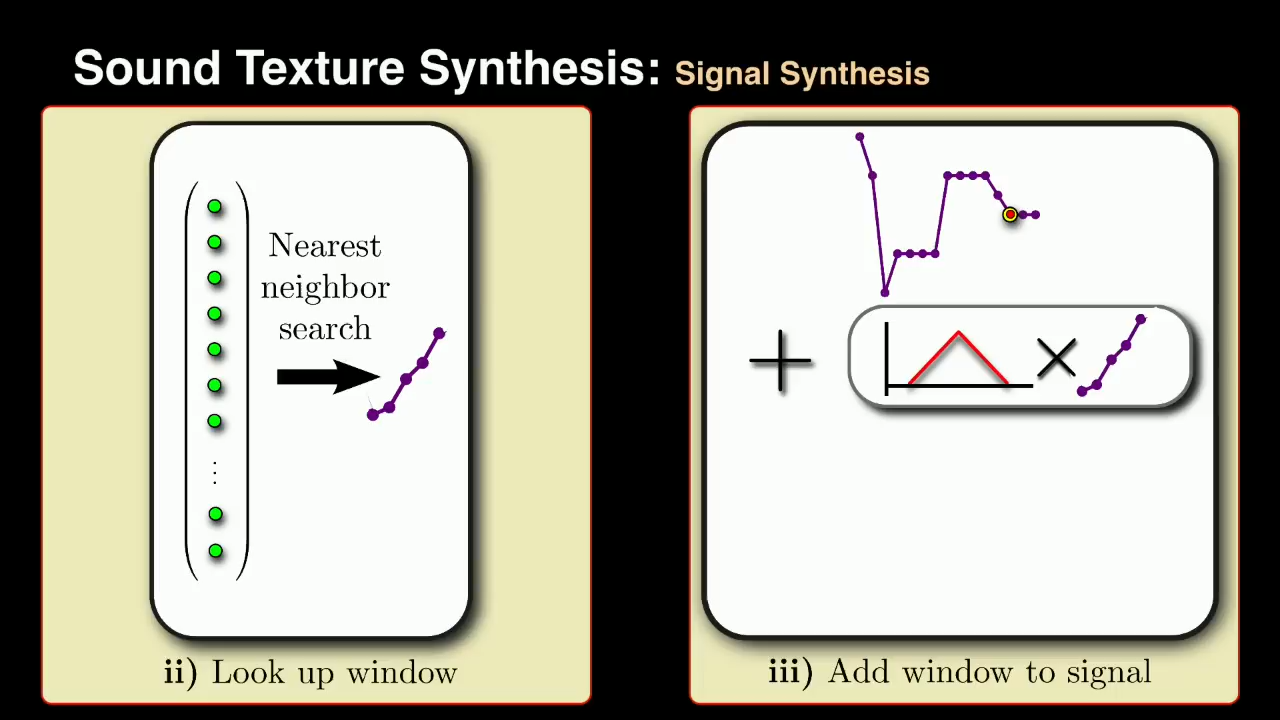 Sound Texture Synthesis: Signal Synthesis
Nearest
neighbor
search
ii) Look up window
iii) Add window to signal